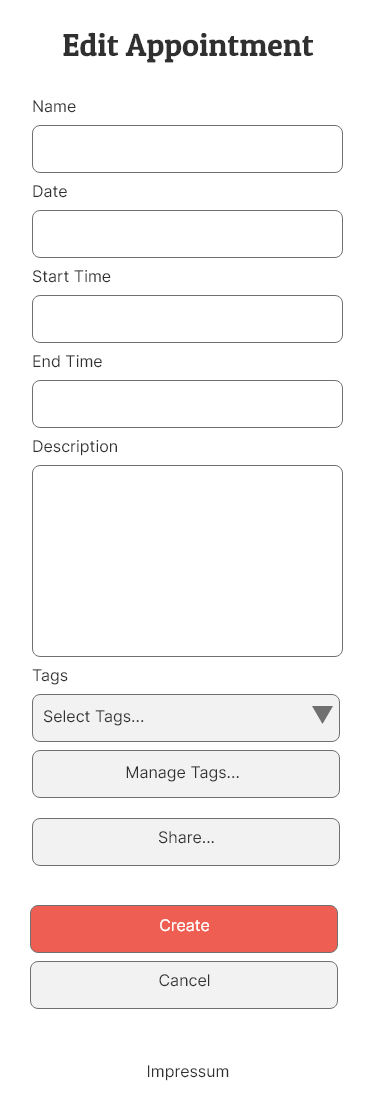 Edit Appointment
Name
Date
Start Time
End Time
Description
Tags
Select Tags...
Manage Tags...
Share...
Create
Cancel
Impressum